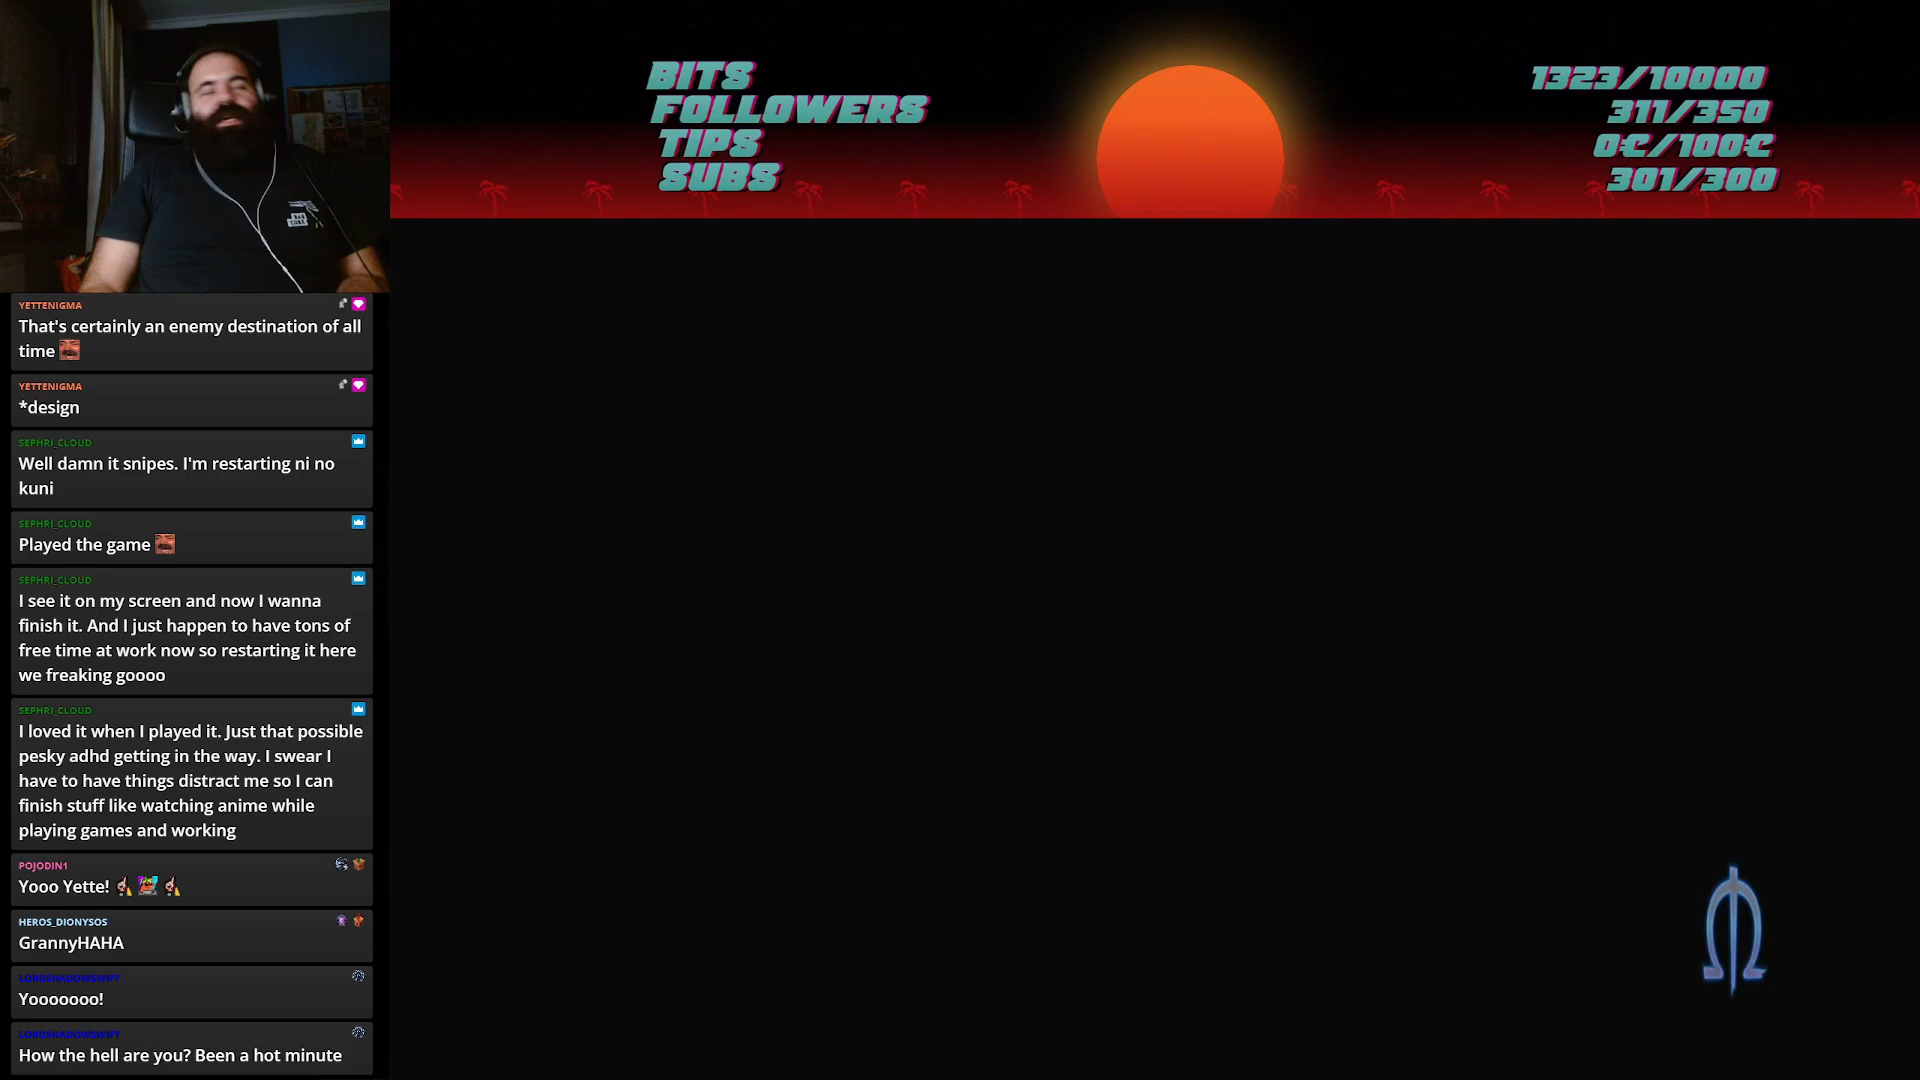 BITS
FOLLOWERS
TIPS
SUBS
1323/10000
311/350
0€/100€
301/300
YETTENIGMA
That's certainly an enemy destination of all
time
YETTENIGMA
*design
SEPHRI_CLOUD
Well damn it snipes. I'm restarting ni no
kuni
SEPHRI_CLOUD
Played the game
SEPHRI_CLOUD
I see it on my screen and now I wanna
finish it. And I just happen to have tons of
free time at work now so restarting it here
we freaking goooo
SEPHRI_CLOUD
I loved it when I played it. Just that possible
pesky adhd getting in the way. I swear I
have to have things distract me so I can
finish stuff like watching anime while
playing games and working
POJODIN1
Yooo Yette!
HEROS_DIONYSOS
GrannyHAHA
LORDSHADOWSWIFT
Yooooooo!
LORDSHADOWSWIFT
How the hell are you? Been a hot minute